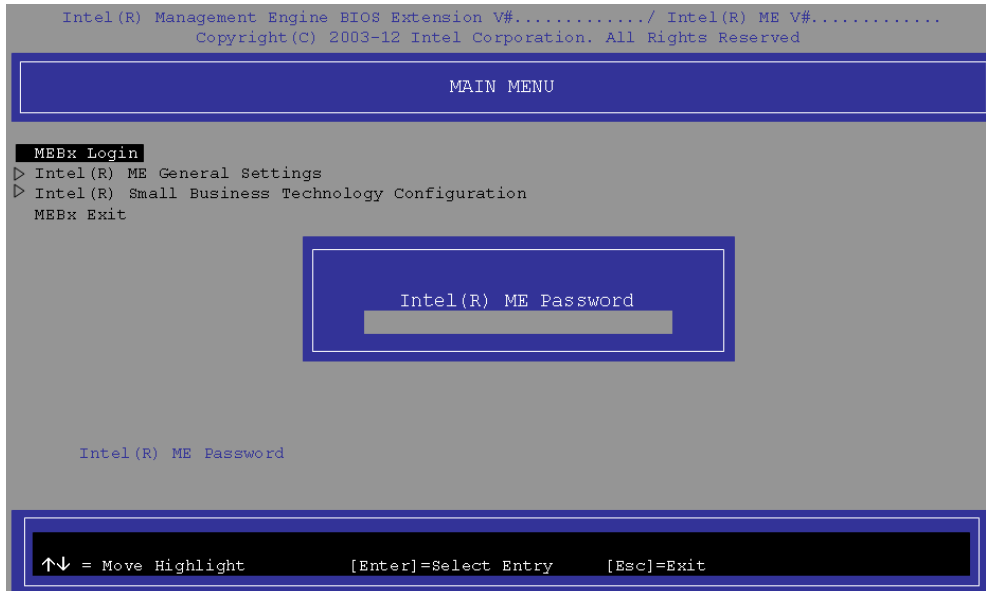 Intel(R) Management Engine BIOS Extension V#............./ Intel(R) ME V#.............
Copyright(C) 2003-12 Intel Corporation. All Rights Reserved
MAIN MENU
MEBx Login
▷ Intel(R) ME General Settings
▷ Intel(R) Small Business Technology Configuration
MEBx Exit
Intel(R) ME Password
Intel(R) ME Password
↑↓ = Move Highlight [Enter]=Select Entry [Esc]=Exit